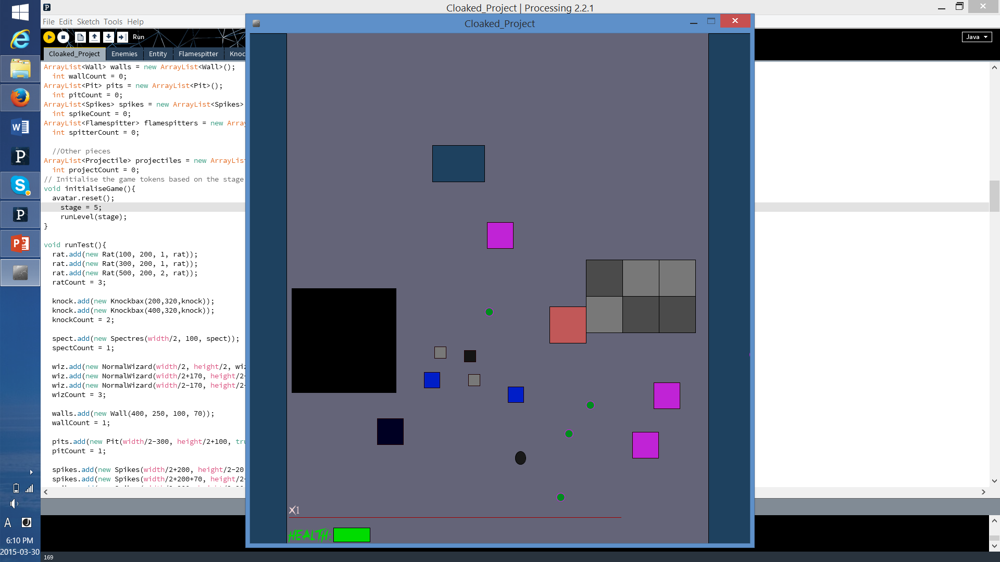 Cloaked_Project | Processing 2.2.1
File Edit Sketch Tools Help
Cloaked_Project
Run
Java
Cloaked_Project Enemies Entity Flamespitter Knoc
ArrayList<Wall> walls = new ArrayList<Wall>();
int wallCount = 0;
ArrayList<Pit> pits = new ArrayList<Pit>();
int pitCount = 0;
ArrayList<Spikes> spikes = new ArrayList<Spikes>
int spikeCount = 0;
ArrayList<Flamespitter> flamespitters = new Arra
int spitterCount = 0;
//Other pieces
ArrayList<Projectile> projectiles = new ArrayLis
int projectCount = 0;
// Initialise the game tokens based on the stage
void initialiseGame(){
avatar.reset();
stage = 5;
runLevel(stage);
}
void runTest(){
rat.add(new Rat(100, 200, 1, rat));
rat.add(new Rat(300, 200, 1, rat));
rat.add(new Rat(500, 200, 2, rat));
ratCount = 3;
knock.add(new Knockbax(200,320,knock));
knock.add(new Knockbax(400,320,knock));
knockCount = 2;
spect.add(new Spectres(width/2, 100, spect));
spectCount = 1;
wiz.add(new NormalWizard(width/2, height/2, wiz
wiz.add(new NormalWizard(width/2+170, height/2-
wiz.add(new NormalWizard(width/2-170, height/2-
wizCount = 3;
walls.add(new Wall(400, 250, 100, 70));
wallCount = 1;
pits.add(new Pit(width/2-300, height/2+100, tru
pitCount = 1;
spikes.add(new Spikes(width/2+200, height/2-20
spikes.add(new Spikes(width/2+200+70, height/2-
X1
HEALTH:
A
6:10 PM
2015-03-30
169